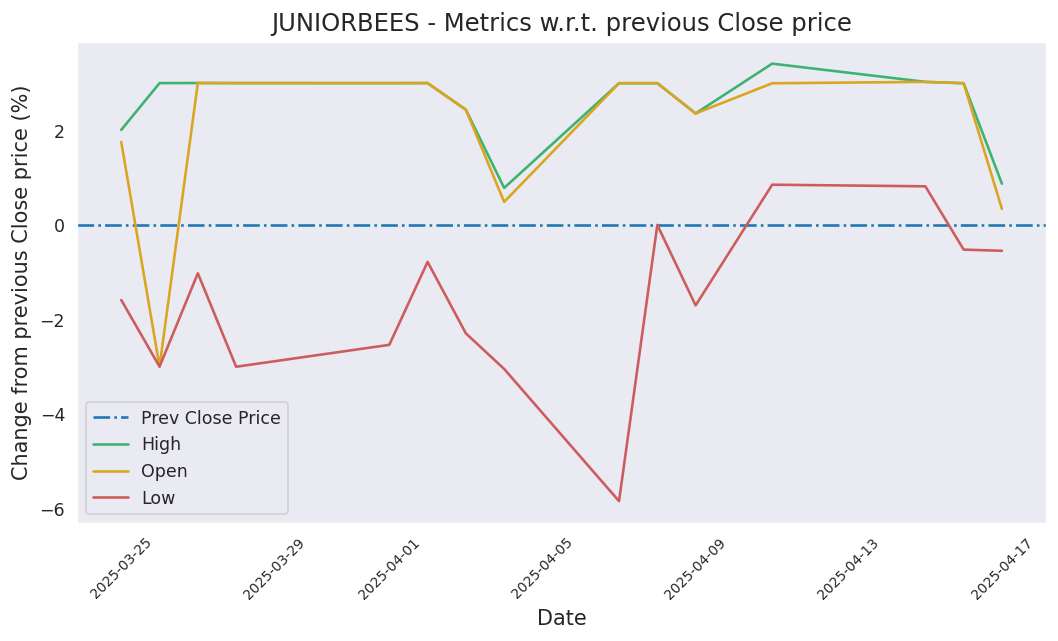 JUNIORBEES - Metrics w.r.t. previous Close price
Change from previous Close price (%)
2
0
−2
−4
−6
Prev Close Price
High
Open
Low
2025-03-25
2025-03-29
2025-04-01
2025-04-05
2025-04-09
2025-04-13
2025-04-17
Date